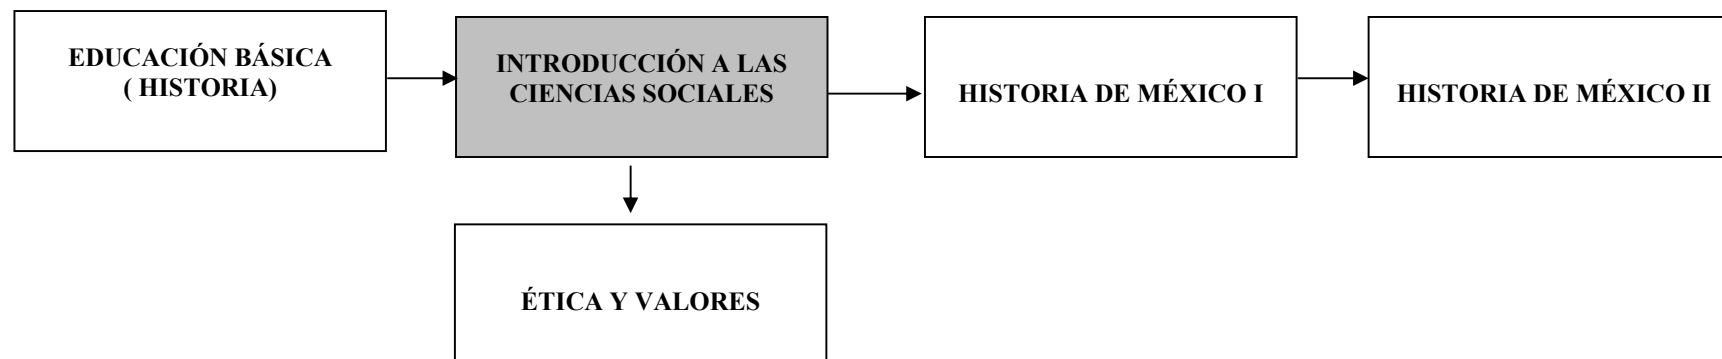 EDUCACIÓN BÁSICA
( HISTORIA)
INTRODUCCIÓN A LAS
CIENCIAS SOCIALES
HISTORIA DE MÉXICO I
HISTORIA DE MÉXICO II
ÉTICA Y VALORES